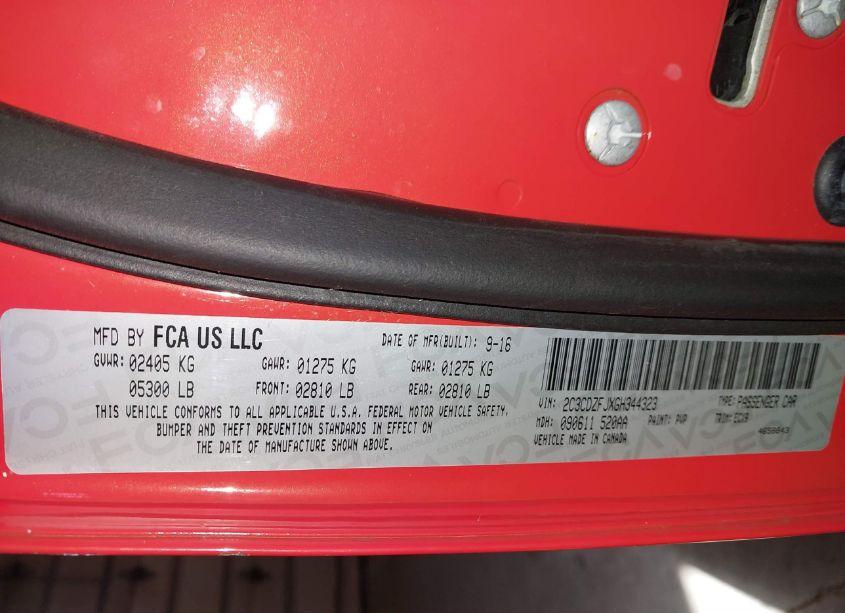 MFD BY FCA US LLC DATE OF MFR(BUILT): 9-16
GVWR: 02405 KG GAWR: 01275 KG GAWR: 01275 KG
05300 LB FRONT: 02810 LB REAR: 02810 LB
THIS VEHICLE CONFORMS TO ALL APPLICABLE U.S.A. FEDERAL MOTOR VEHICLE SAFETY,
BUMPER AND THEFT PREVENTION STANDARDS IN EFFECT ON
THE DATE OF MANUFACTURE SHOWN ABOVE.
VIN: 2C3CDZFJXGH344323 TYPE: PASSENGER CAR
MDH: 090611 520AA PAINT: PVP TRIM: ECX9
VEHICLE MADE IN CANADA 4658843